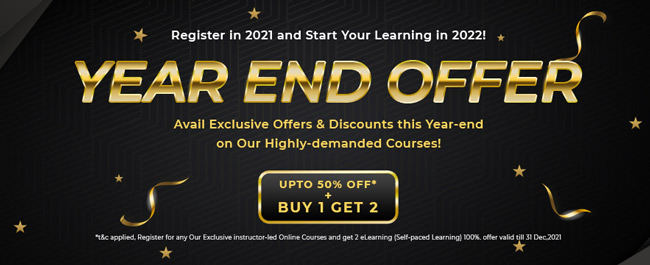 Register in 2021 and Start Your Learning in 2022!
YEAR END OFFER
Avail Exclusive Offers & Discounts this Year-end
on Our Highly-demanded Courses!
UPTO 50% OFF*
+
BUY 1 GET 2
*t&c applied, Register for any Our Exclusive instructor-led Online Courses and get 2 eLearning (Self-paced Learning) 100%. offer valid till 31 Dec,2021